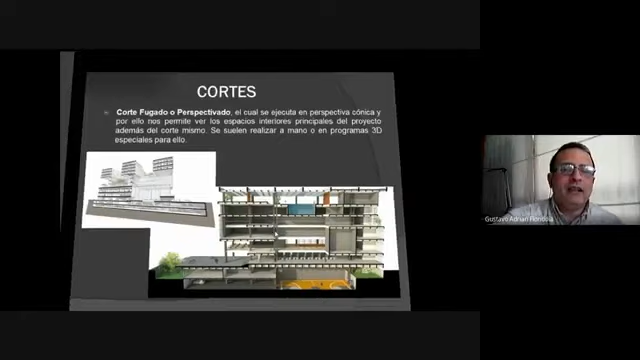 CORTES
Corte Fugado o Perspectivado, el cual se ejecuta en perspectiva cónica y
por ello nos permite ver los espacios interiores principales del proyecto
además del corte mismo. Se suelen realizar a mano o en programas 3D
especiales para ello.
Gustavo Adrian